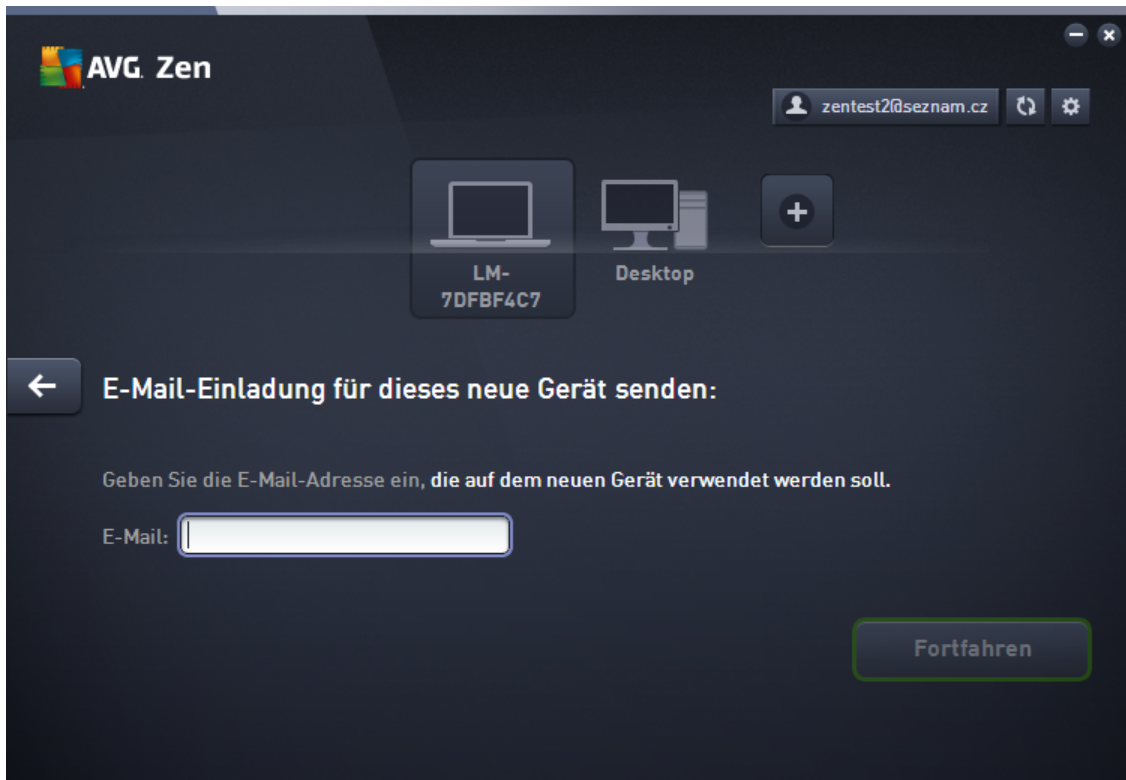 AVG. Zen
zentest2@seznam.cz
LM-
7DFBF4C7
Desktop
E-Mail-Einladung für dieses neue Gerät senden:
Geben Sie die E-Mail-Adresse ein, die auf dem neuen Gerät verwendet werden soll.
E-Mail:
Fortfahren